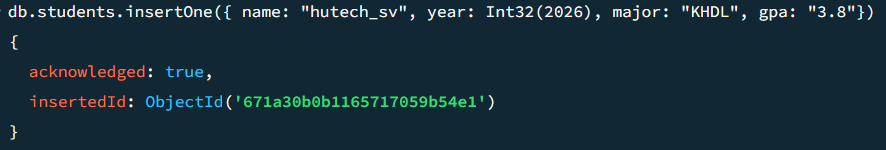 db.students.insertOne({ name: "hutech_sv", year: Int32(2026), major: "KHDL", gpa: "3.8"})
{
  acknowledged: true,
  insertedId: ObjectId('671a30b0b1165717059b54e1')
}